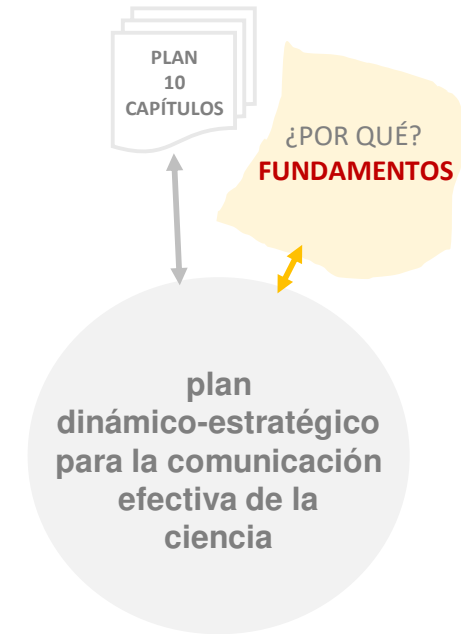 PLAN
10
CAPÍTULOS
¿POR QUÉ?
FUNDAMENTOS
plan
dinámico-estratégico
para la comunicación
efectiva de la
ciencia